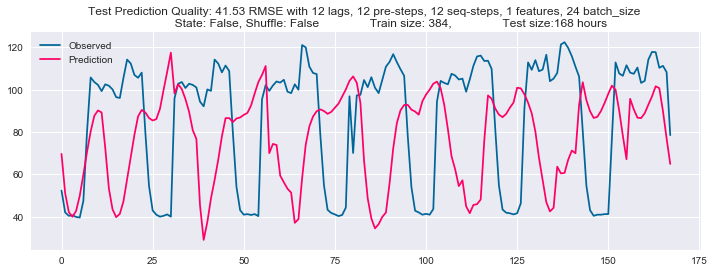 Test Prediction Quality: 41.53 RMSE with 12 lags, 12 pre-steps, 12 seq-steps, 1 features, 24 batch_size
State: False, Shuffle: False Train size: 384, Test size:168 hours
Observed
Prediction
120
100
80
60
40
0 25 50 75 100 125 150 175